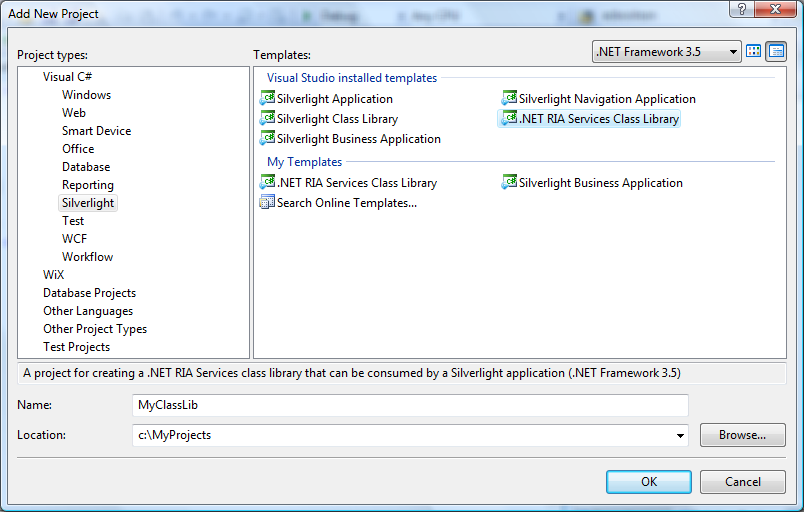 Add New Project
Project types:
Templates:
.NET Framework 3.5
Visual C#
Windows
Web
Smart Device
Office
Database
Reporting
Silverlight
Test
WCF
Workflow
WiX
Database Projects
Other Languages
Other Project Types
Test Projects
Visual Studio installed templates
Silverlight Application
Silverlight Navigation Application
Silverlight Class Library
.NET RIA Services Class Library
Silverlight Business Application
My Templates
.NET RIA Services Class Library
Silverlight Business Application
Search Online Templates...
A project for creating a .NET RIA Services class library that can be consumed by a Silverlight application (.NET Framework 3.5)
Name:
MyClassLib
Location:
c:\MyProjects
Browse...
OK
Cancel